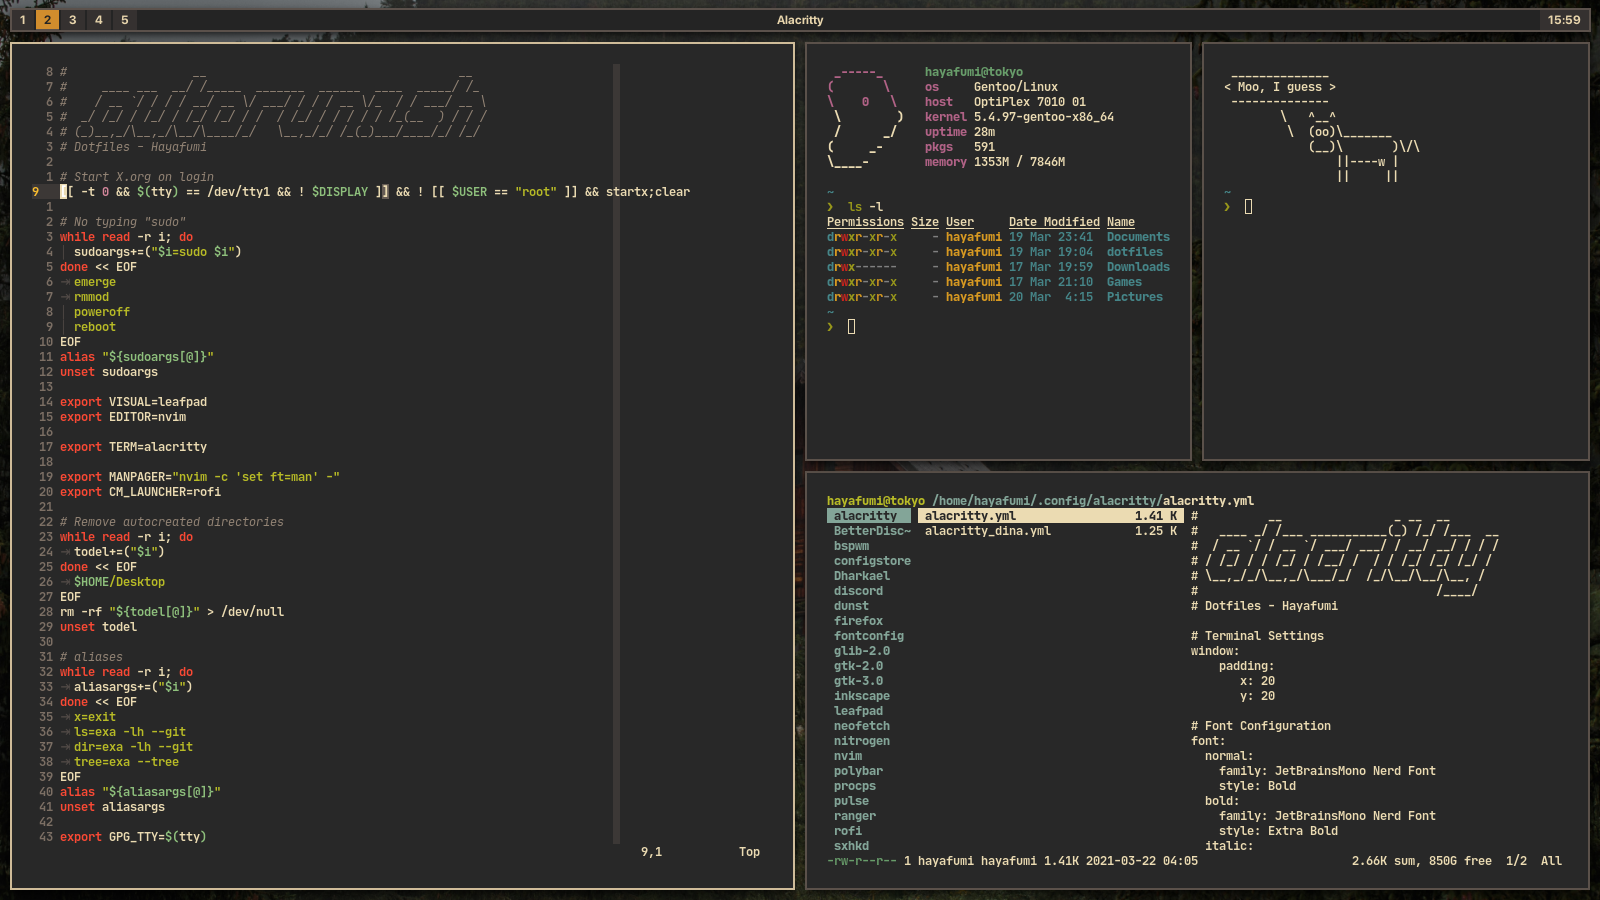 1 2 3 4 5
Alacritty
15:59
8 #
7 #
6 #
5 #
4 #
3 # Dotfiles - Hayafumi
2
1 # Start X.org on login
9 [[ -t 0 && $(tty) == /dev/tty1 && ! $DISPLAY ]] && ! [[ $USER == "root" ]] && startx;clear
1
2 # No typing "sudo"
3 while read -r i; do
4 sudoargs+=("$i=sudo $i")
5 done << EOF
6 emerge
7 rmmod
8 poweroff
9 reboot
10 EOF
11 alias "${sudoargs[@]}"
12 unset sudoargs
13
14 export VISUAL=leafpad
15 export EDITOR=nvim
16
17 export TERM=alacritty
18
19 export MANPAGER="nvim -c 'set ft=man' -"
20 export CM_LAUNCHER=rofi
21
22 # Remove autocreated directories
23 while read -r i; do
24 todel+=("$i")
25 done << EOF
26 $HOME/Desktop
27 EOF
28 rm -rf "${todel[@]}" > /dev/null
29 unset todel
30
31 # aliases
32 while read -r i; do
33 aliasargs+=("$i")
34 done << EOF
35 x=exit
36 ls=exa -lh --git
37 dir=exa -lh --git
38 tree=exa --tree
39 EOF
40 alias "${aliasargs[@]}"
41 unset aliasargs
42
43 export GPG_TTY=$(tty)
9,1 Top
hayafumi@tokyo
os Gentoo/Linux
host OptiPlex 7010 01
kernel 5.4.97-gentoo-x86_64
uptime 28m
pkgs 591
memory 1353M / 7846M
~
❯ ls -l
Permissions Size User Date Modified Name
drwxr-xr-x - hayafumi 19 Mar 23:41 Documents
drwxr-xr-x - hayafumi 19 Mar 19:04 dotfiles
drwx------ - hayafumi 17 Mar 19:59 Downloads
drwxr-xr-x - hayafumi 17 Mar 21:10 Games
drwxr-xr-x - hayafumi 20 Mar 4:15 Pictures
~
❯
< Moo, I guess >
~
❯
hayafumi@tokyo /home/hayafumi/.config/alacritty/alacritty.yml
alacritty alacritty.yml 1.41 K #
BetterDisc~ alacritty_dina.yml 1.25 K #
bspwm #
configstore #
Dharkael #
discord #
dunst # Dotfiles - Hayafumi
firefox
fontconfig # Terminal Settings
glib-2.0 window:
gtk-2.0 padding:
gtk-3.0 x: 20
inkscape y: 20
leafpad
neofetch # Font Configuration
nitrogen font:
nvim normal:
polybar family: JetBrainsMono Nerd Font
procps style: Bold
pulse bold:
ranger family: JetBrainsMono Nerd Font
rofi style: Extra Bold
sxhkd italic:
-rw-r--r-- 1 hayafumi hayafumi 1.41K 2021-03-22 04:05 2.66K sum, 850G free 1/2 All